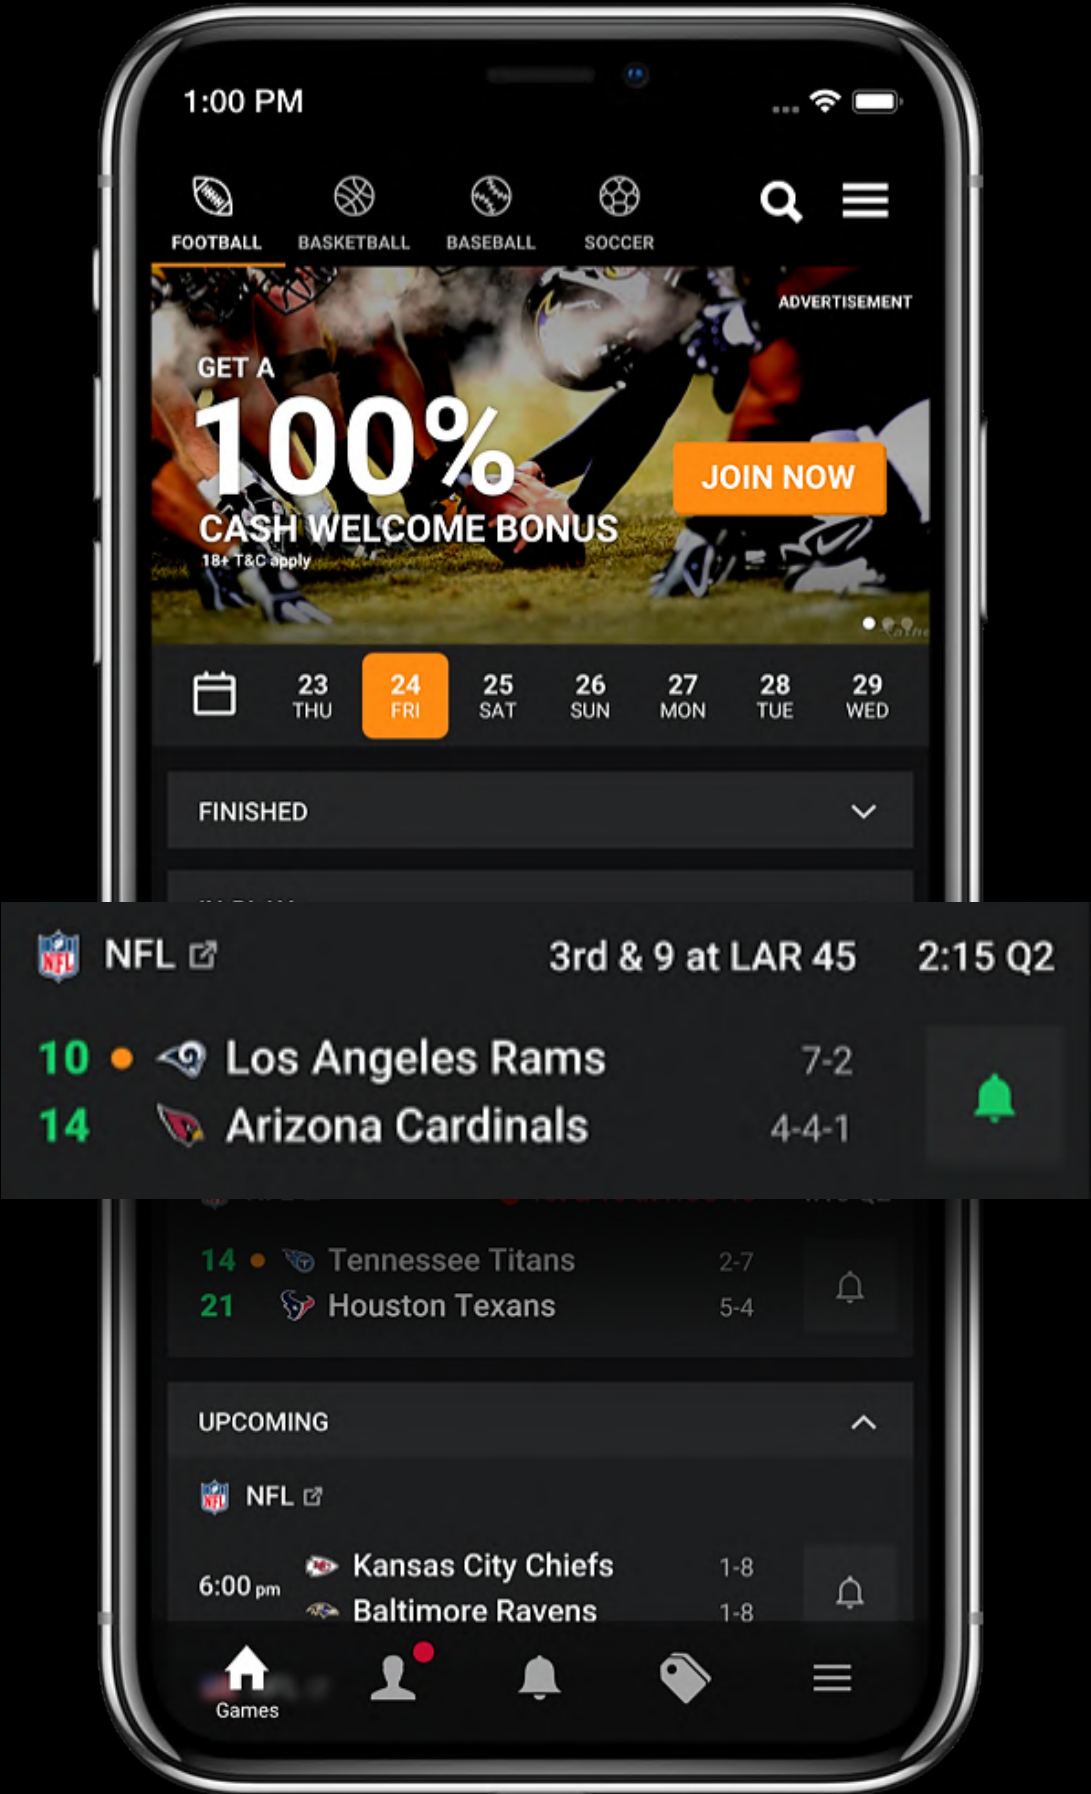 1:00 PM
FOOTBALL BASKETBALL BASEBALL SOCCER
ADVERTISEMENT
GET A
100%
JOIN NOW
CASH WELCOME BONUS
18+ T&C apply
23 24 25 26 27 28 29
THU FRI SAT SUN MON TUE WED
FINISHED
NFL 3rd & 9 at LAR 45 2:15 Q2
10 Los Angeles Rams 7-2
14 Arizona Cardinals 4-4-1
14 Tennessee Titans 2-7
21 Houston Texans 5-4
UPCOMING
NFL
Kansas City Chiefs 1-8
6:00 pm
Baltimore Ravens 1-8
Games